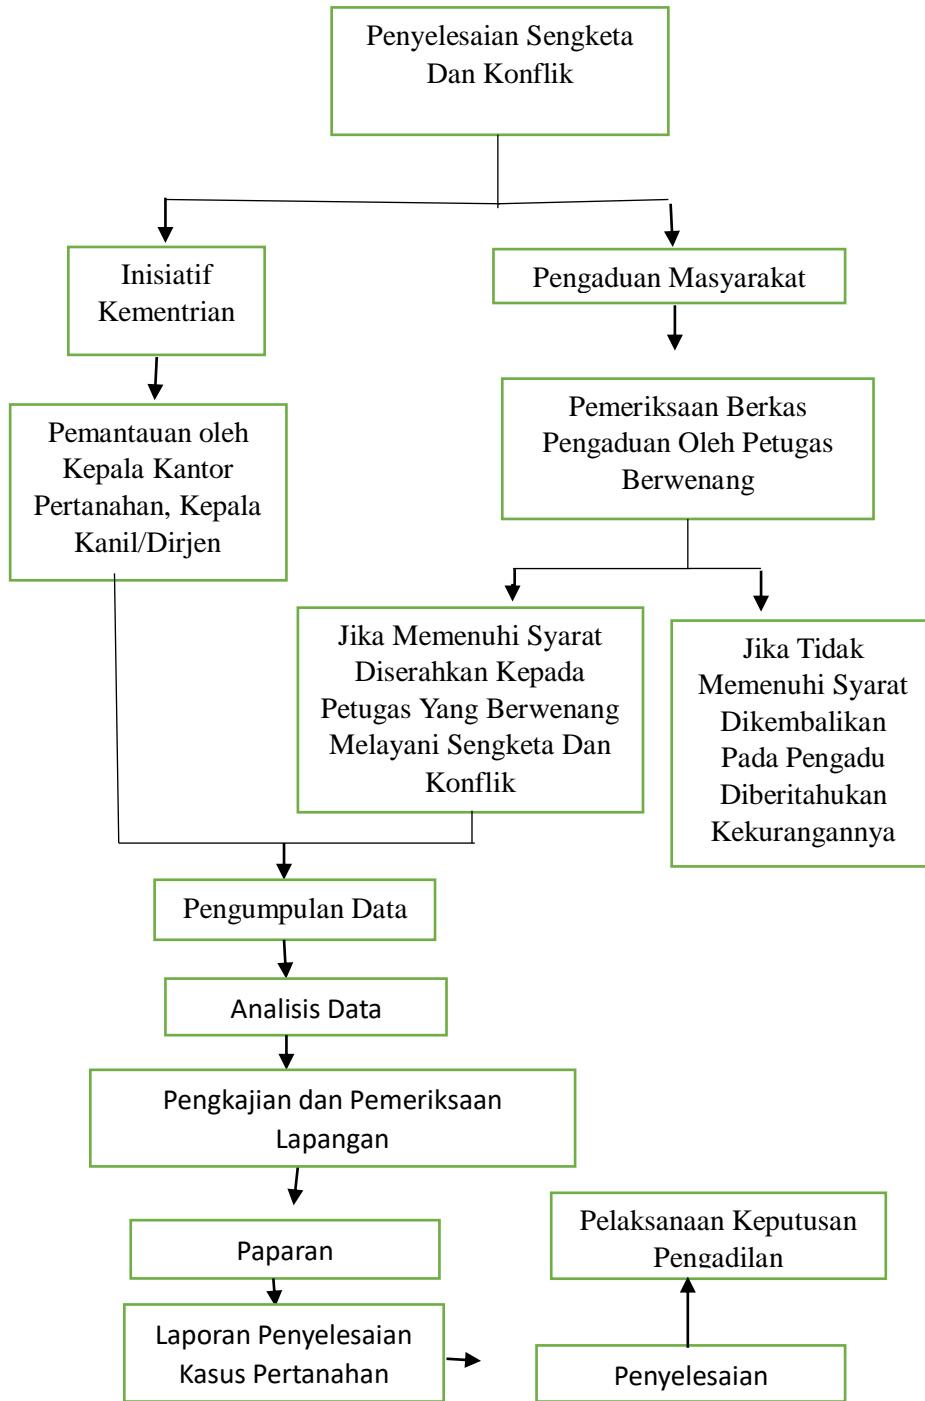 Penyelesaian Sengketa
Dan Konflik
Inisiatif
Kementrian
Pengaduan Masyarakat
Pemantauan oleh
Kepala Kantor
Pertanahan, Kepala
Kanil/Dirjen
Pemeriksaan Berkas
Pengaduan Oleh Petugas
Berwenang
Jika Memenuhi Syarat
Diserahkan Kepada
Petugas Yang Berwenang
Melayani Sengketa Dan
Konflik
Jika Tidak
Memenuhi Syarat
Dikembalikan
Pada Pengadu
Diberitahukan
Kekurangannya
Pengumpulan Data
Analisis Data
Pengkajian dan Pemeriksaan
Lapangan
Paparan
Laporan Penyelesaian
Kasus Pertanahan
Penyelesaian
Pelaksanaan Keputusan
Pengadilan